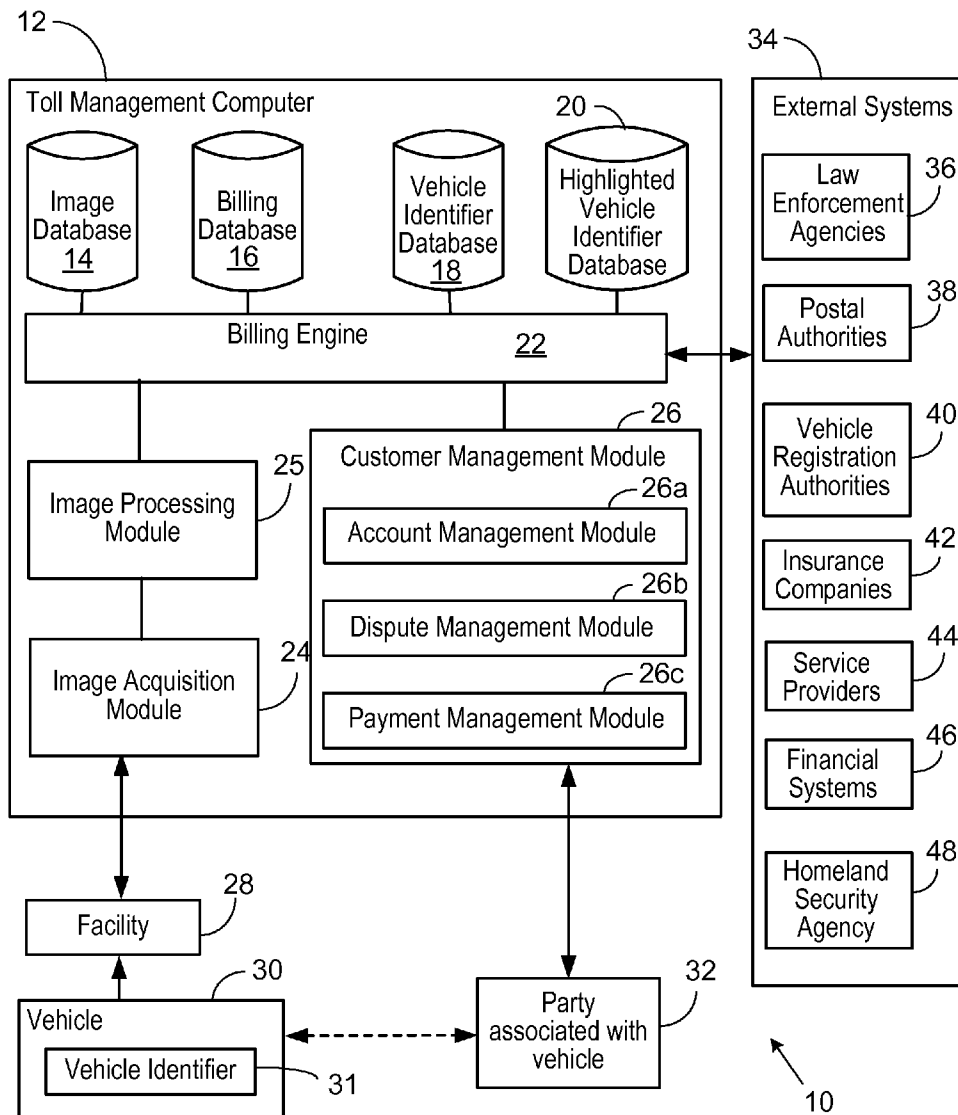 12
34
Toll Management Computer
20
External Systems
Image
Database
14
Billing
Database
16
Vehicle
Identifier
Database
18
Highlighted
Vehicle
Identifier
Database
Law
Enforcement
Agencies
36
Postal
Authorities
38
Billing Engine
22
Vehicle
Registration
Authorities
40
26
Customer Management Module
25
Image Processing
Module
26a
Account Management Module
Insurance
Companies
42
26b
Dispute Management Module
24
Image Acquisition
Module
26c
Payment Management Module
Service
Providers
44
Financial
Systems
46
Homeland
Security
Agency
48
28
Facility
30
Vehicle
Vehicle Identifier
31
32
Party
associated with
vehicle
10